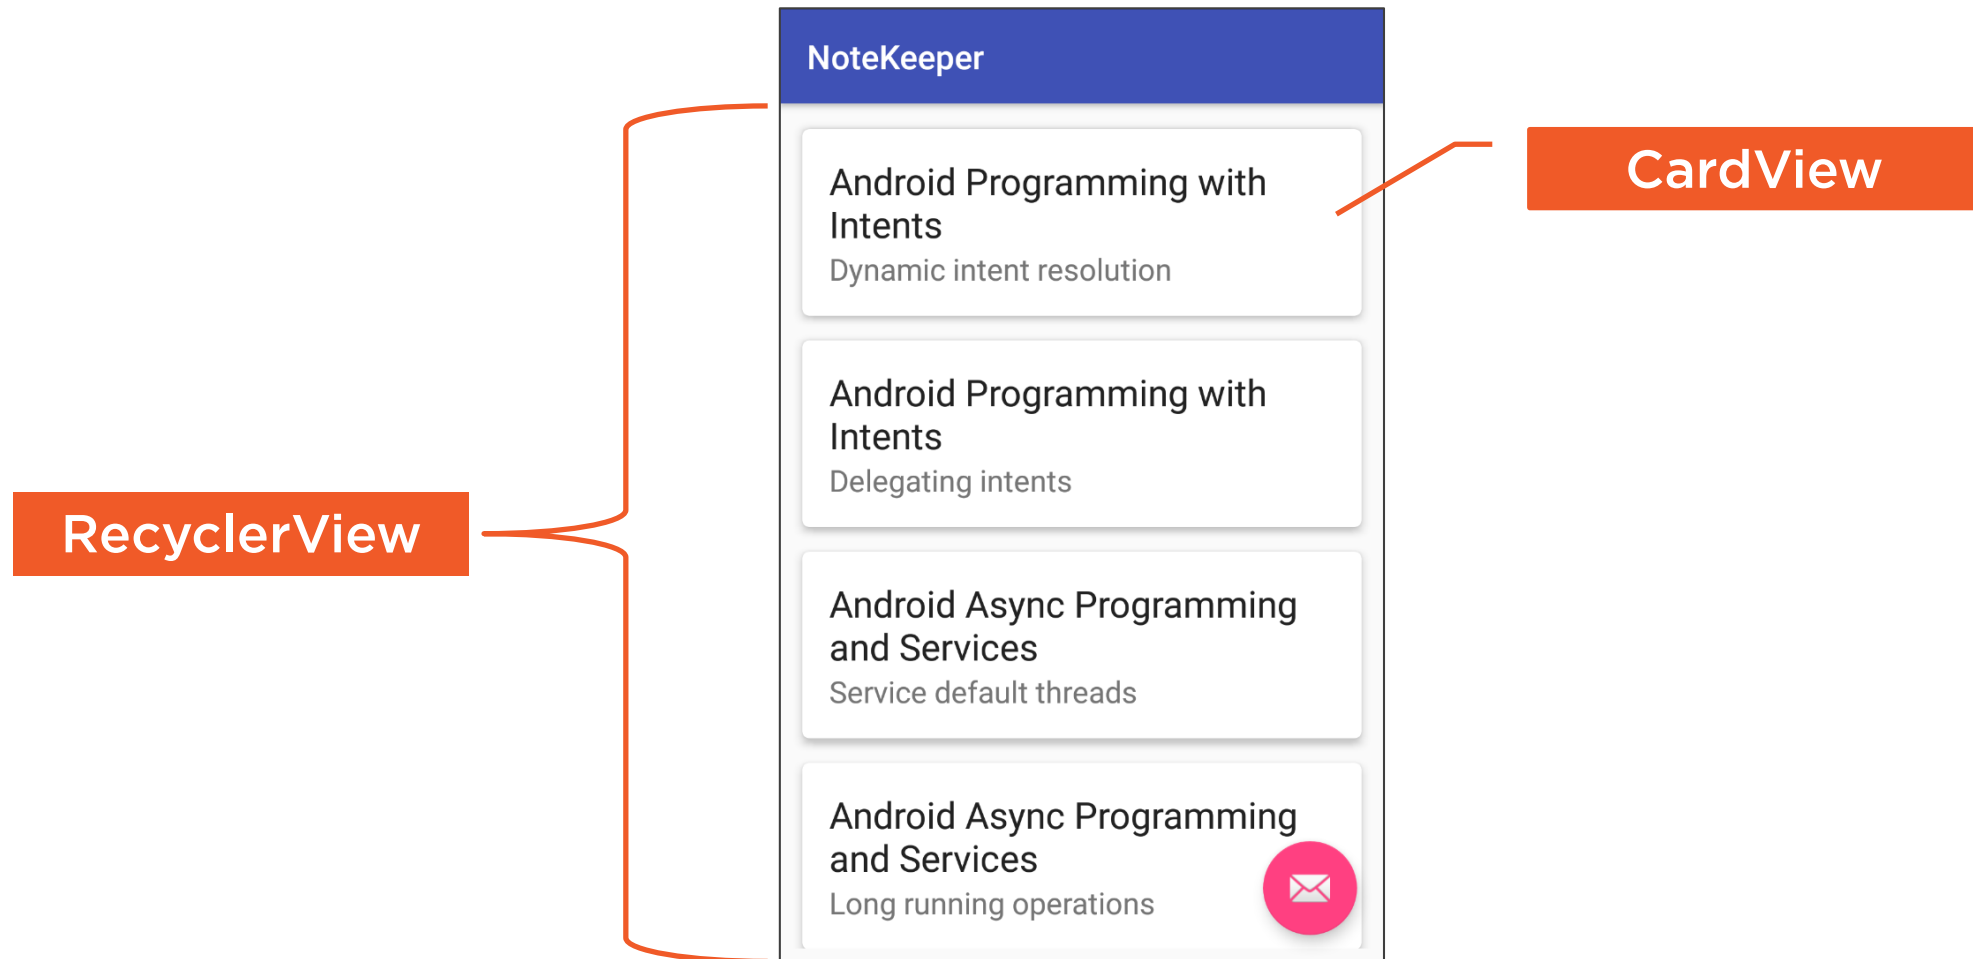 NoteKeeper
Android Programming with
Intents
Dynamic intent resolution
CardView
Android Programming with
Intents
Delegating intents
RecyclerView
Android Async Programming
and Services
Service default threads
Android Async Programming
and Services
Long running operations